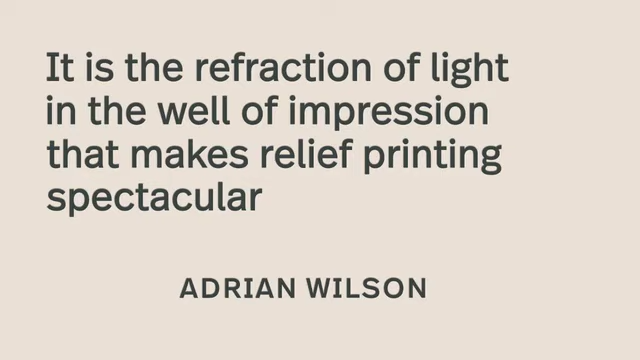 It is the refraction of light
in the well of impression
that makes relief printing
spectacular
ADRIAN WILSON